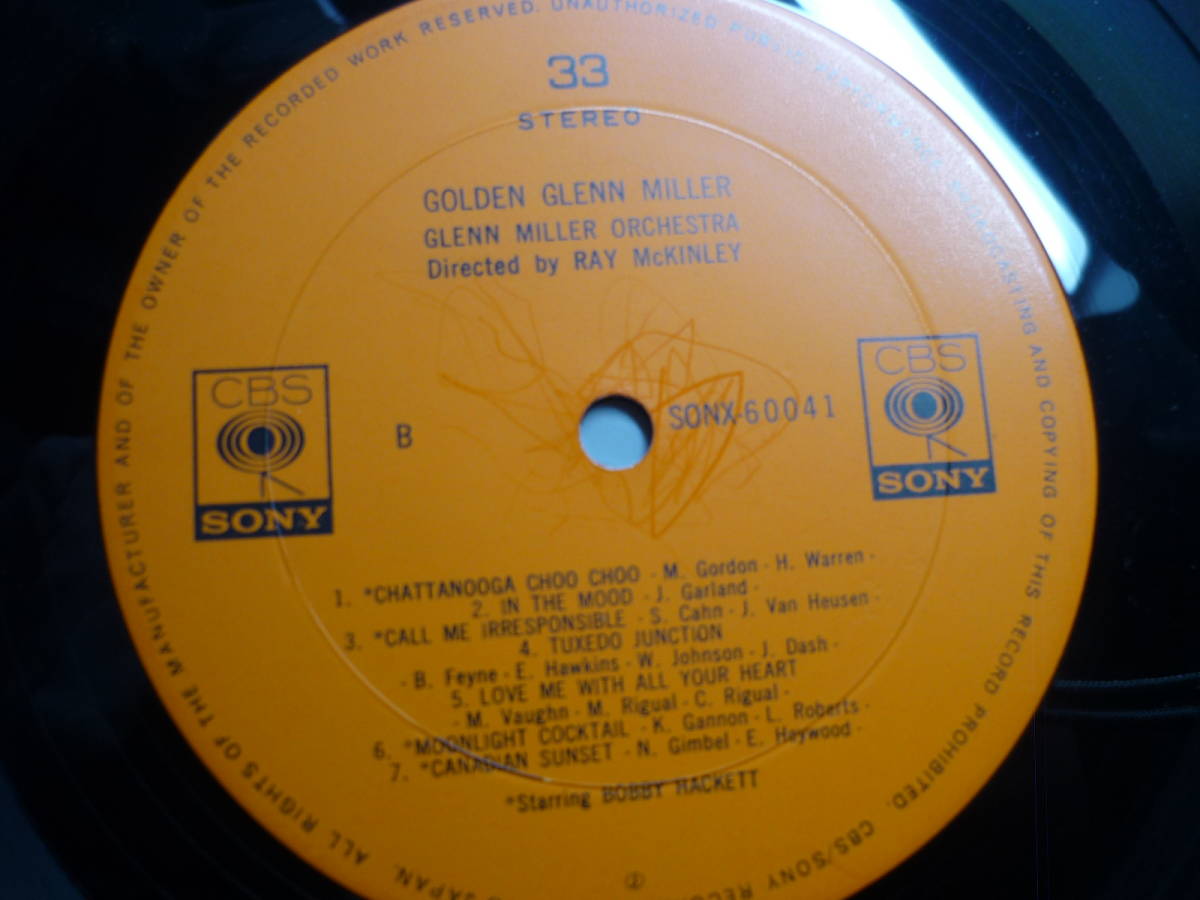 33
STEREO
GOLDEN GLENN MILLER
GLENN MILLER ORCHESTRA
Directed by RAY McKINLEY
CBS
SONY
B
SONX-60041
CBS
SONY
1. *CHATTANOOGA CHOO CHOO · M. Gordon · H. Warren ·
2. IN THE MOOD · J. Garland ·
3. *CALL ME IRRESPONSIBLE · S. Cahn · J. Van Heusen ·
4. TUXEDO JUNCTION
· B. Feyne · E. Hawkins · W. Johnson · J. Dash ·
5. LOVE ME WITH ALL YOUR HEART
· M. Vaughn · M. Rigual · C. Rigual ·
6. *MOONLIGHT COCKTAIL · K. Gannon · L. Roberts ·
7. *CANADIAN SUNSET · N. Gimbel · E. Heywood ·
*Starring BOBBY HACKETT
ALL RIGHTS OF THE MANUFACTURER AND OF THE OWNER OF THE RECORDED WORK RESERVED. UNAUTHORIZED PUBLIC PERFORMANCE, BROADCASTING AND COPYING OF THIS RECORD PROHIBITED. CBS/SONY